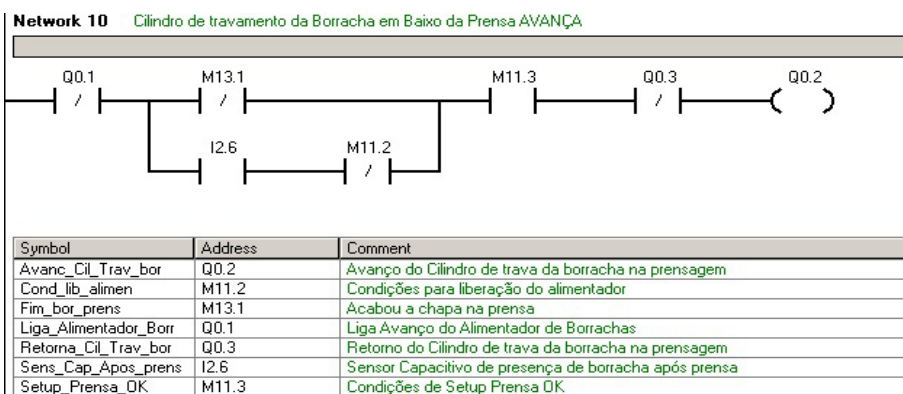 Network 10 Cilindro de travamento da Borracha em Baixo da Prensa AVANÇA
Q0.1 M13.1 M11.3 Q0.3 Q0.2
I2.6 M11.2
Symbol Address Comment
Avanc_Cil_Trav_bor Q0.2 Avanço do Cilindro de trava da borracha na prensagem
Cond_lib_alimen M11.2 Condições para liberação do alimentador
Fim_bor_prens M13.1 Acabou a chapa na prensa
Liga_Alimentador_Borr Q0.1 Liga Avanço do Alimentador de Borrachas
Retorna_Cil_Trav_bor Q0.3 Retorno do Cilindro de trava da borracha na prensagem
Sens_Cap_Apos_prens I2.6 Sensor Capacitivo de presença de borracha após prensa
Setup_Prensa_OK M11.3 Condições de Setup Prensa OK